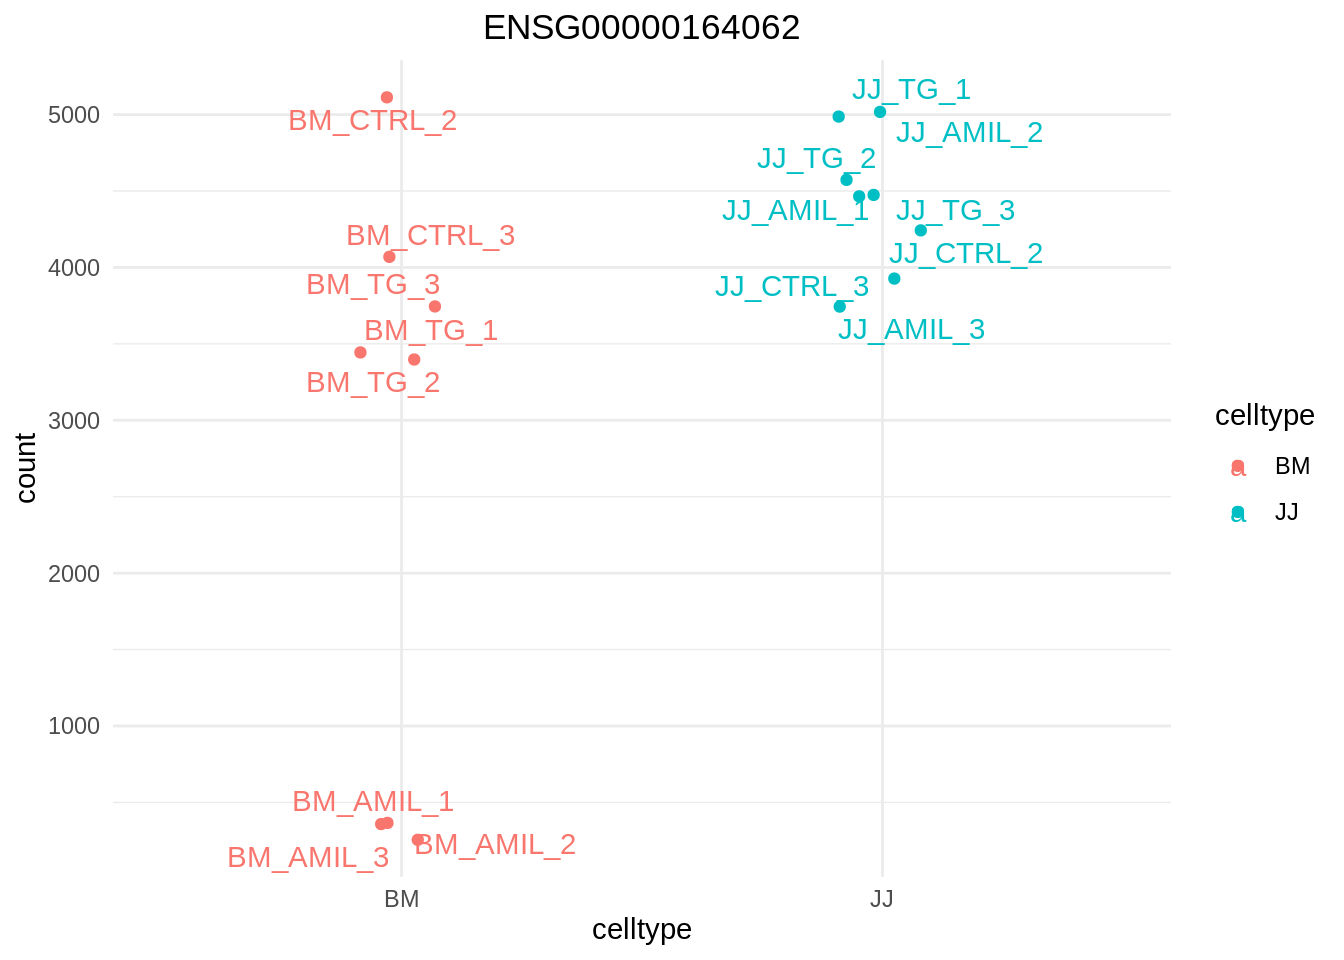 ENSG00000164062
5000
4000
3000
2000
1000
count
BM_CTRL_2
BM_CTRL_3
BM_TG_3
BM_TG_1
BM_TG_2
BM_AMIL_1
BM_AMIL_2
BM_AMIL_3
JJ_TG_1
JJ_AMIL_2
JJ_TG_2
JJ_AMIL_1
JJ_TG_3
JJ_CTRL_2
JJ_CTRL_3
JJ_AMIL_3
BM
JJ
celltype
celltype
a BM
a JJ